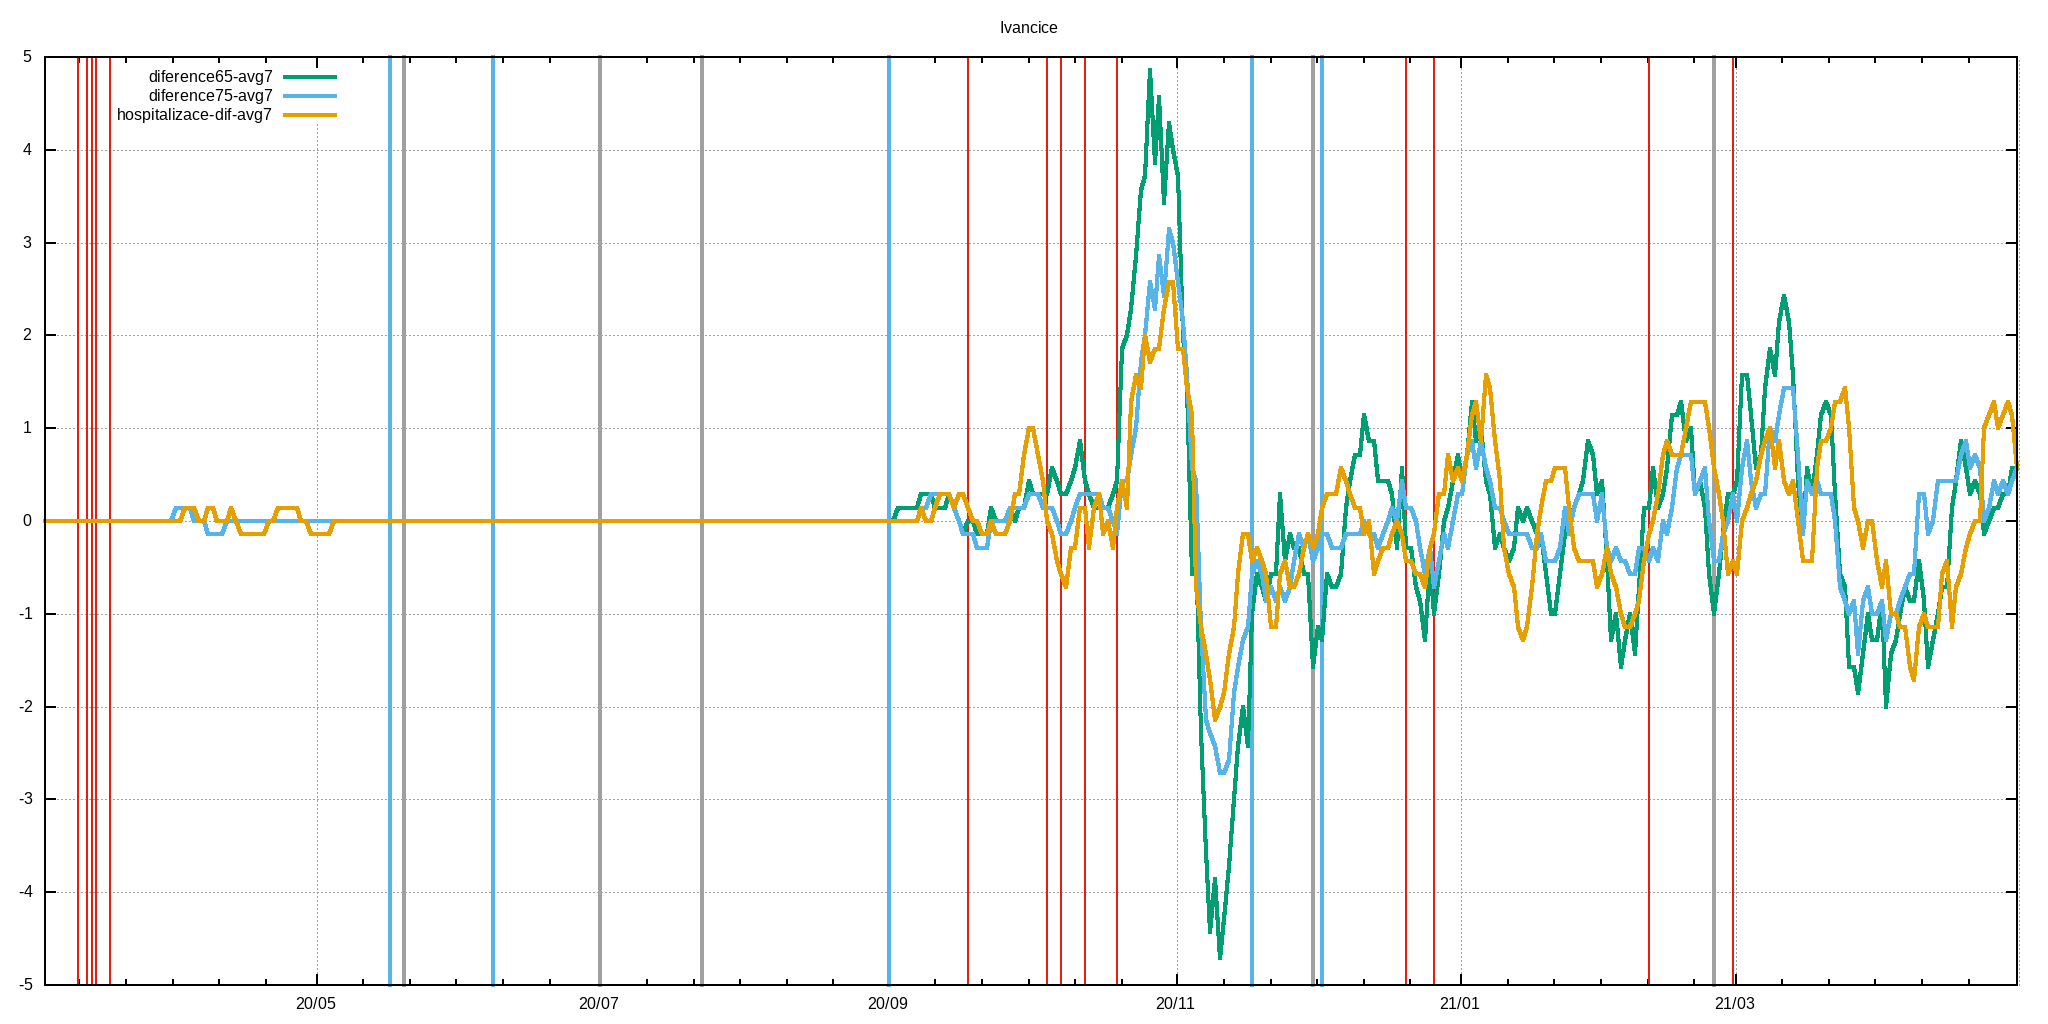 Ivancice
diference65-avg7
diference75-avg7
hospitalizace-dif-avg7
5
4
3
2
1
0
-1
-2
-3
-4
-5
20/05 20/07 20/09 20/11 21/01 21/03